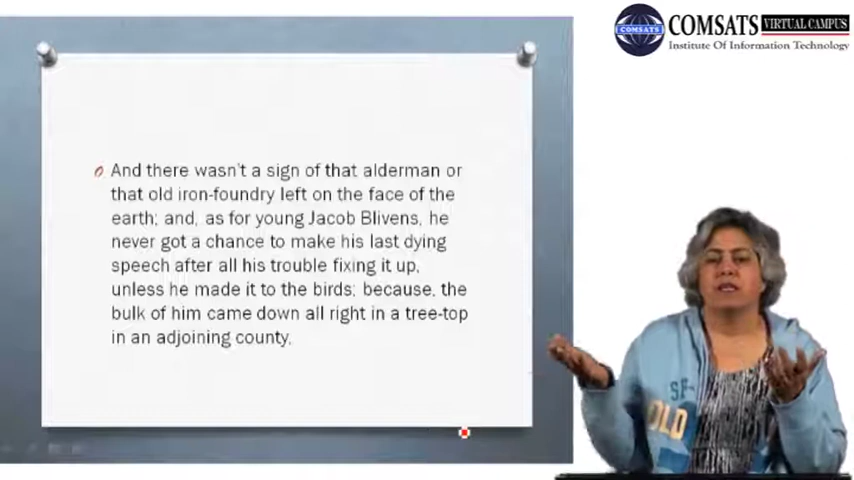 COMSATS VIRTUAL CAMPUS
COMSATS
Institute Of Information Technology
And there wasn't a sign of that alderman or
that old iron-foundry left on the face of the
earth; and, as for young Jacob Blivens, he
never got a chance to make his last dying
speech after all his trouble fixing it up,
unless he made it to the birds; because, the
bulk of him came down all right in a tree-top
in an adjoining county,
SF-
OLD